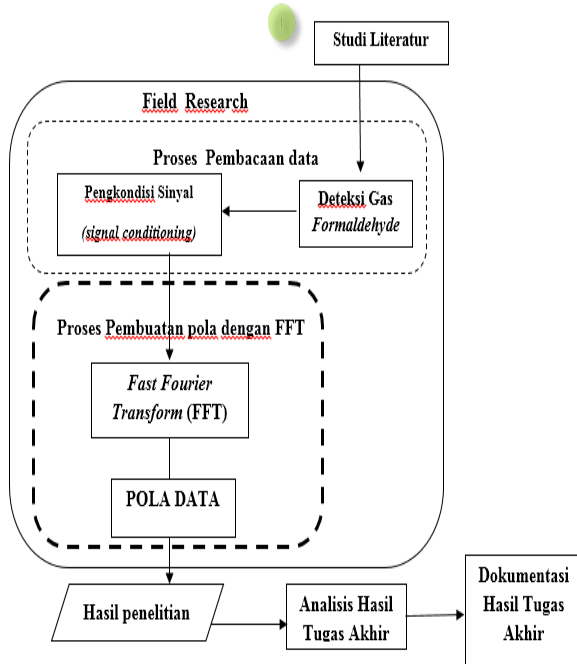 Studi Literatur
Field Research
Proses Pembacaan data
Pengkondisi Sinyal
(signal conditioning)
Deteksi Gas
Formaldehyde
Proses Pembuatan pola dengan FFT
Fast Fourier
Transform (FFT)
POLA DATA
Hasil penelitian
Analisis Hasil
Tugas Akhir
Dokumentasi
Hasil Tugas
Akhir